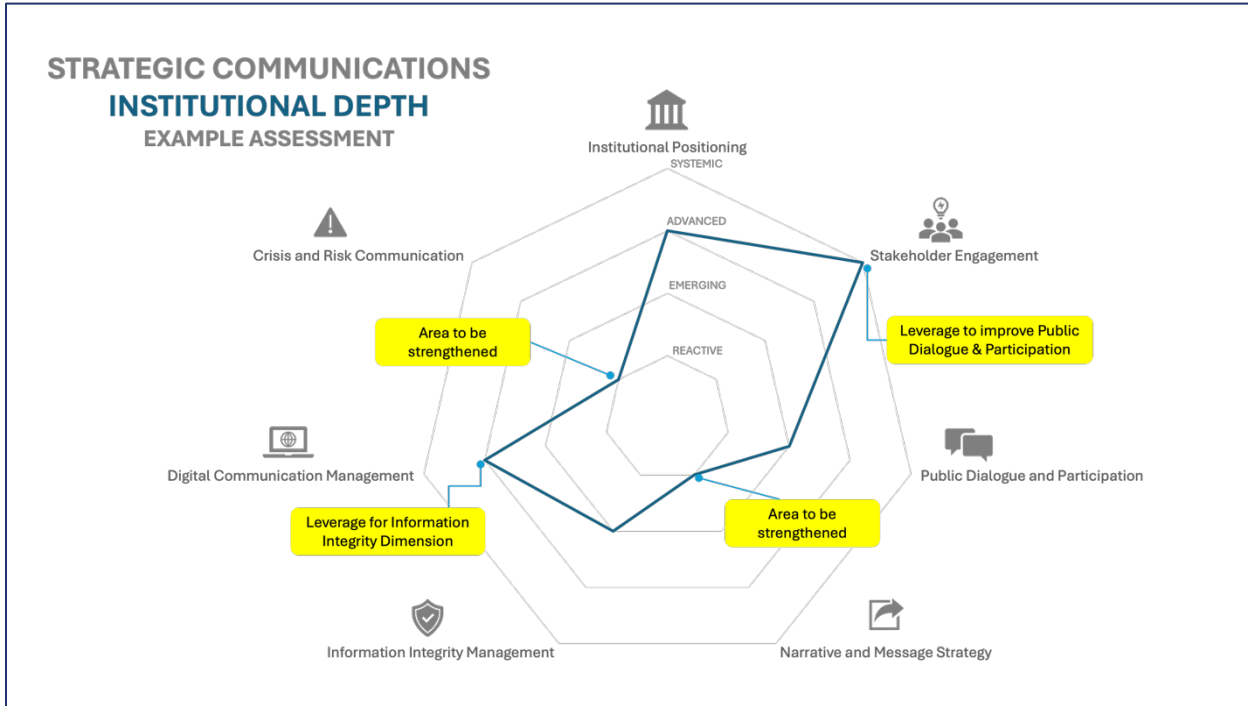 STRATEGIC COMMUNICATIONS
INSTITUTIONAL DEPTH
EXAMPLE ASSESSMENT
Institutional Positioning
SYSTEMIC
ADVANCED
EMERGING
REACTIVE
Crisis and Risk Communication
Stakeholder Engagement
Area to be
strengthened
Leverage to improve Public
Dialogue & Participation
Digital Communication Management
Public Dialogue and Participation
Leverage for Information
Integrity Dimension
Area to be
strengthened
Information Integrity Management
Narrative and Message Strategy